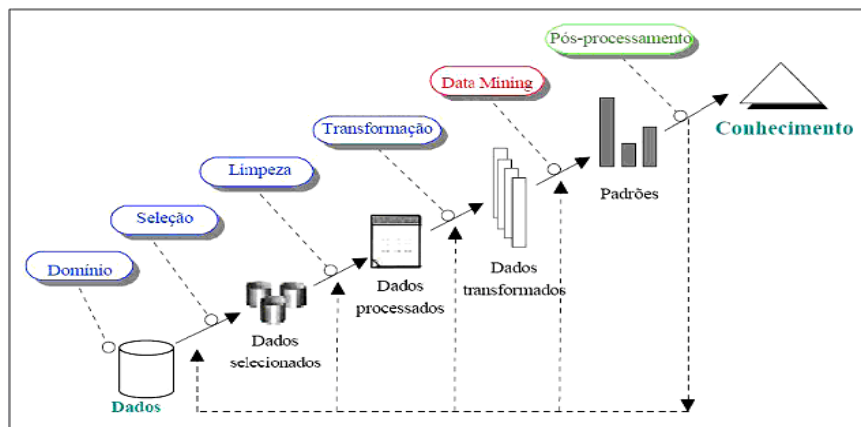 Pós-processamento
Data Mining
Transformação
Limpeza
Seleção
Domínio
Conhecimento
Padrões
Dados
transformados
Dados
processados
Dados
selecionados
Dados